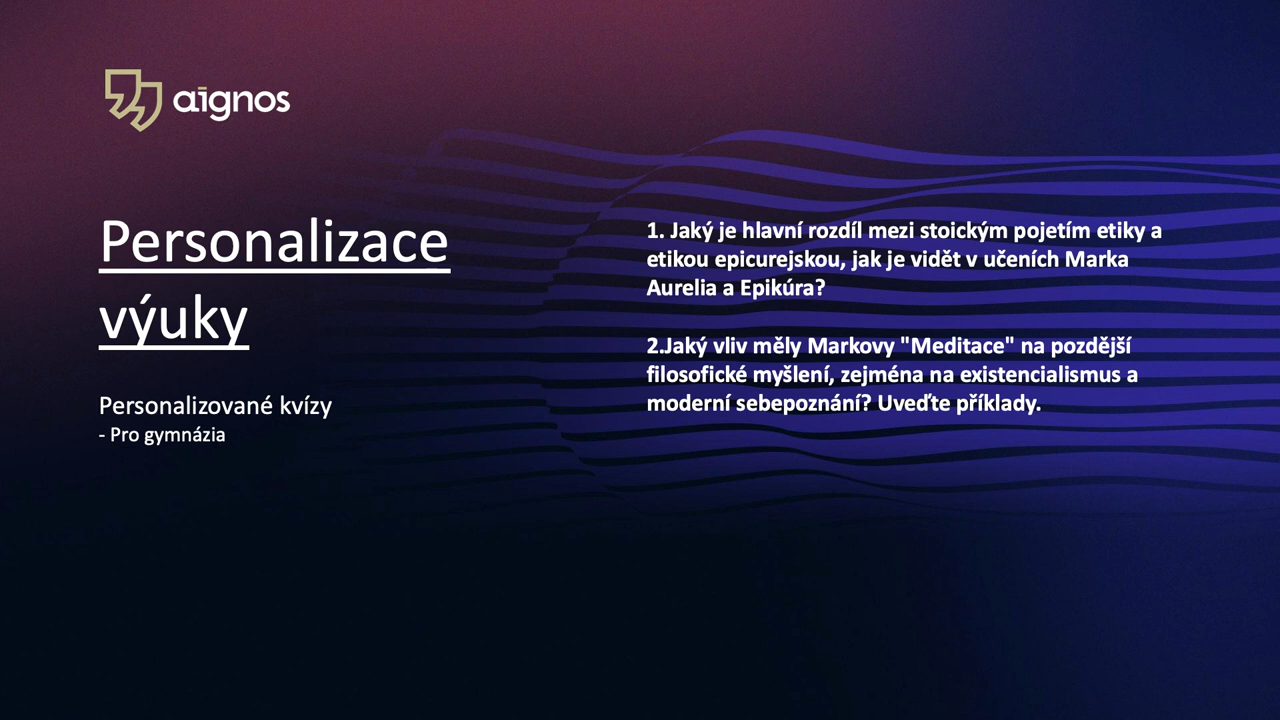 aignos
Personalizace
výuky
Personalizované kvízy
- Pro gymnázia
1. Jaký je hlavní rozdíl mezi stoickým pojetím etiky a
etikou epicurejskou, jak je vidět v učeních Marka
Aurelia a Epikúra?
2.Jaký vliv měly Markovy "Meditace" na pozdější
filosofické myšlení, zejména na existencialismus a
moderní sebepoznání? Uveďte příklady.